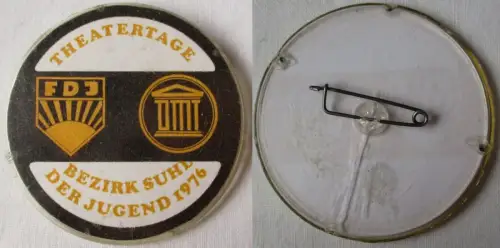 THEATERTAGE
FDJ
BEZIRK SUHL
DER JUGEND 1976